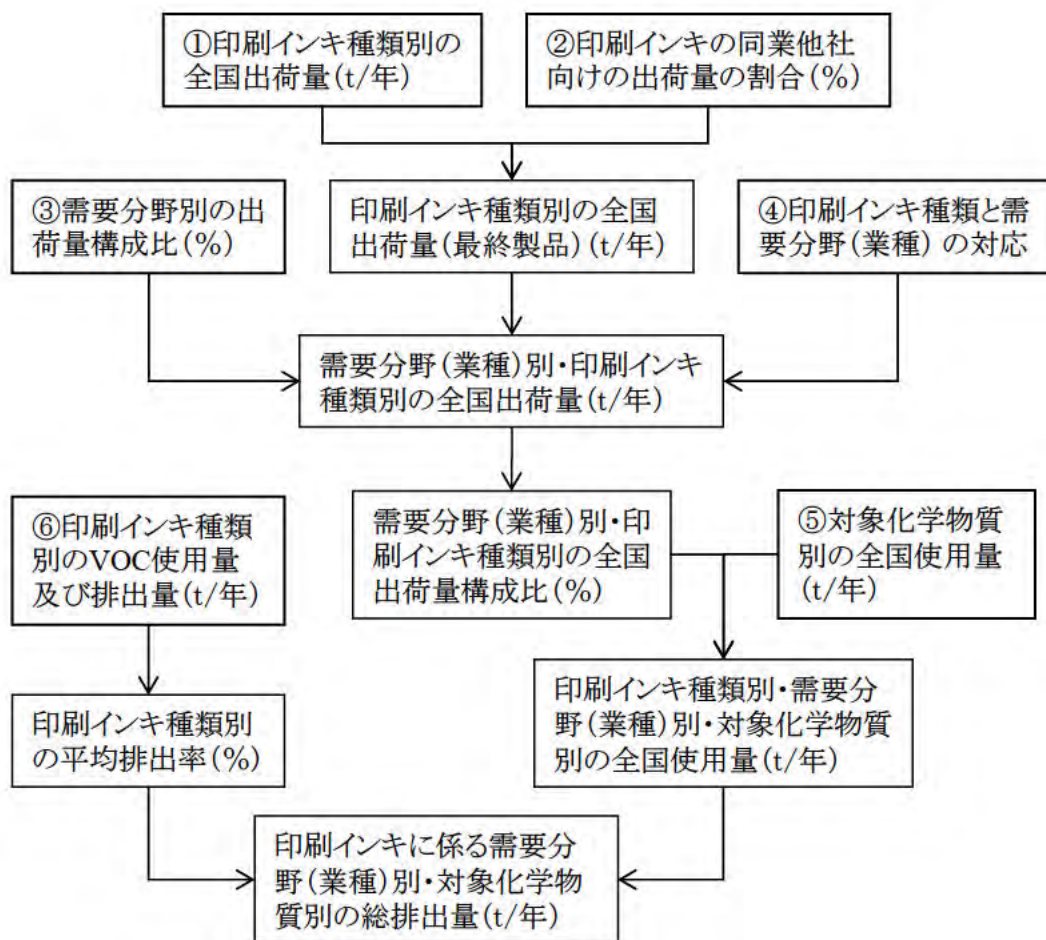 ①印刷インキ種類別の
全国出荷量(t/年)
②印刷インキの同業他社
向けの出荷量の割合(%)
③需要分野別の出
荷量構成比(%)
印刷インキ種類別の全国
出荷量(最終製品)(t/年)
④印刷インキ種類と需
要分野(業種)の対応
需要分野(業種)別・印刷インキ
種類別の全国出荷量(t/年)
⑥印刷インキ種類
別のVOC使用量
及び排出量(t/年)
需要分野(業種)別・印
刷インキ種類別の全国
出荷量構成比(%)
⑤対象化学物質
別の全国使用量
(t/年)
印刷インキ種類別
の平均排出率(%)
印刷インキ種類別・需要分
野(業種)別・対象化学物質
別の全国使用量(t/年)
印刷インキに係る需要分
野(業種)別・対象化学物
質別の総排出量(t/年)